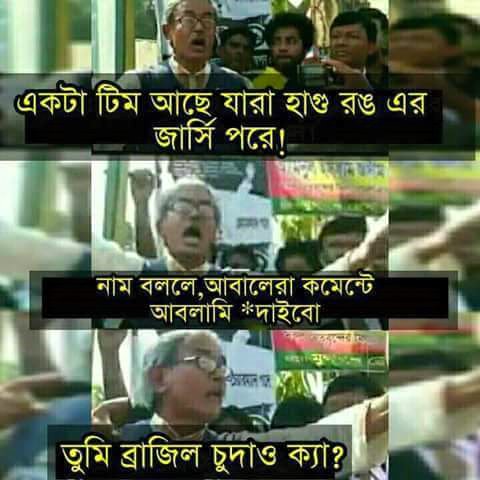 একটা টিম আছে যারা হাগু রঙ এর
জার্সি পরে!
নাম বললে,আবালেরা কমেন্টে
আবলামি *দাইবো
তুমি ব্রাজিল চুদাও ক্যা?